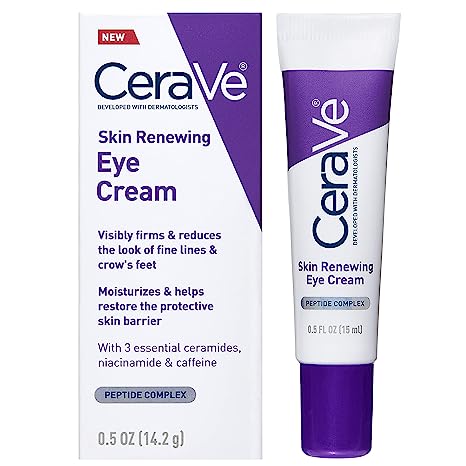 NEW
CeraVe®
DEVELOPED WITH DERMATOLOGISTS
Skin Renewing
Eye
Cream
Visibly firms & reduces
the look of fine lines &
crow's feet
Moisturizes & helps
restore the protective
skin barrier
With 3 essential ceramides,
niacinamide & caffeine
PEPTIDE COMPLEX
0.5 OZ (14.2 g)
CeraVe®
DEVELOPED WITH DERMATOLOGISTS
Skin Renewing
Eye Cream
PEPTIDE COMPLEX
0.5 FL OZ (15 ml)